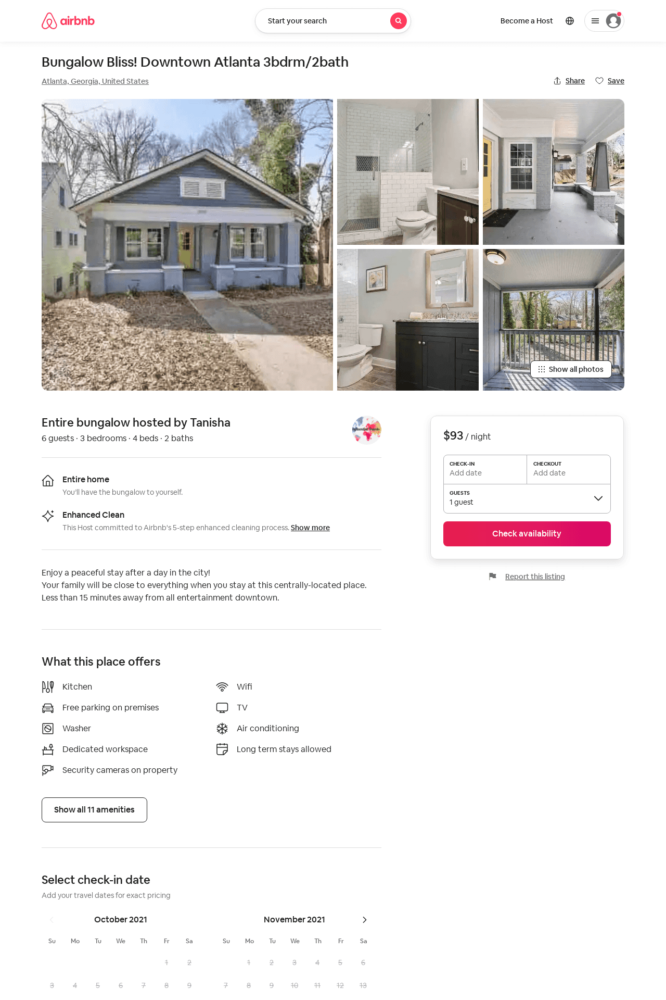 airbnb
Start your search
Become a Host
Bungalow Bliss! Downtown Atlanta 3bdrm/2bath
Atlanta, Georgia, United States
Share
Save
Show all photos
Entire bungalow hosted by Tanisha
6 guests · 3 bedrooms · 4 beds · 2 baths
Entire home
You'll have the bungalow to yourself.
Enhanced Clean
This Host committed to Airbnb's 5-step enhanced cleaning process. Show more
$93 / night
CHECK-IN
Add date
CHECKOUT
Add date
GUESTS
1 guest
Check availability
Report this listing
Enjoy a peaceful stay after a day in the city!
Your family will be close to everything when you stay at this centrally-located place.
Less than 15 minutes away from all entertainment downtown.
What this place offers
Kitchen
Wifi
Free parking on premises
TV
Washer
Air conditioning
Dedicated workspace
Long term stays allowed
Security cameras on property
Show all 11 amenities
Select check-in date
Add your travel dates for exact pricing
October 2021
Su Mo Tu We Th Fr Sa
1 2
3 4 5 6 7 8 9
November 2021
Su Mo Tu We Th Fr Sa
1 2 3 4 5 6
7 8 9 10 11 12 13